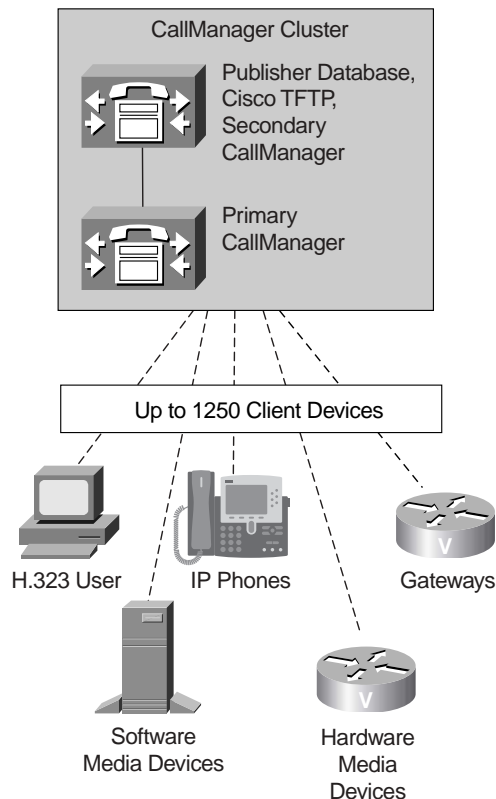 CallManager Cluster
Publisher Database,
Cisco TFTP,
Secondary
CallManager
Primary
CallManager
Up to 1250 Client Devices
H.323 User
IP Phones
V
Gateways
Software
Media Devices
V
Hardware
Media
Devices